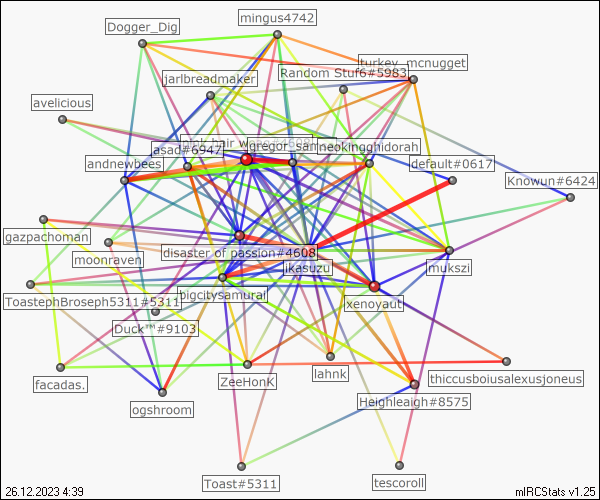 mingus4742
Dogger_Dig
turkey_mcnugget
Random Stuf6#5983
jarlbreadmaker
avelicious
gregor_sam
neokingghidorah
asad#6947
andnewbees
default#0617
Knowun#6424
gazpachoman
moonraven
disaster of passion#4608
ikasuzu
mukszi
ToastephBroseph5311#5311
bigcitysamurai
xenoyaut
Duck™#9103
lahnk
thiccusboiusalexusjoneus
facadas.
ZeeHonK
Heighleaigh#8575
ogshroom
Toast#5311
tescoroll
26.12.2023 4:39
mIRCStats v1.25